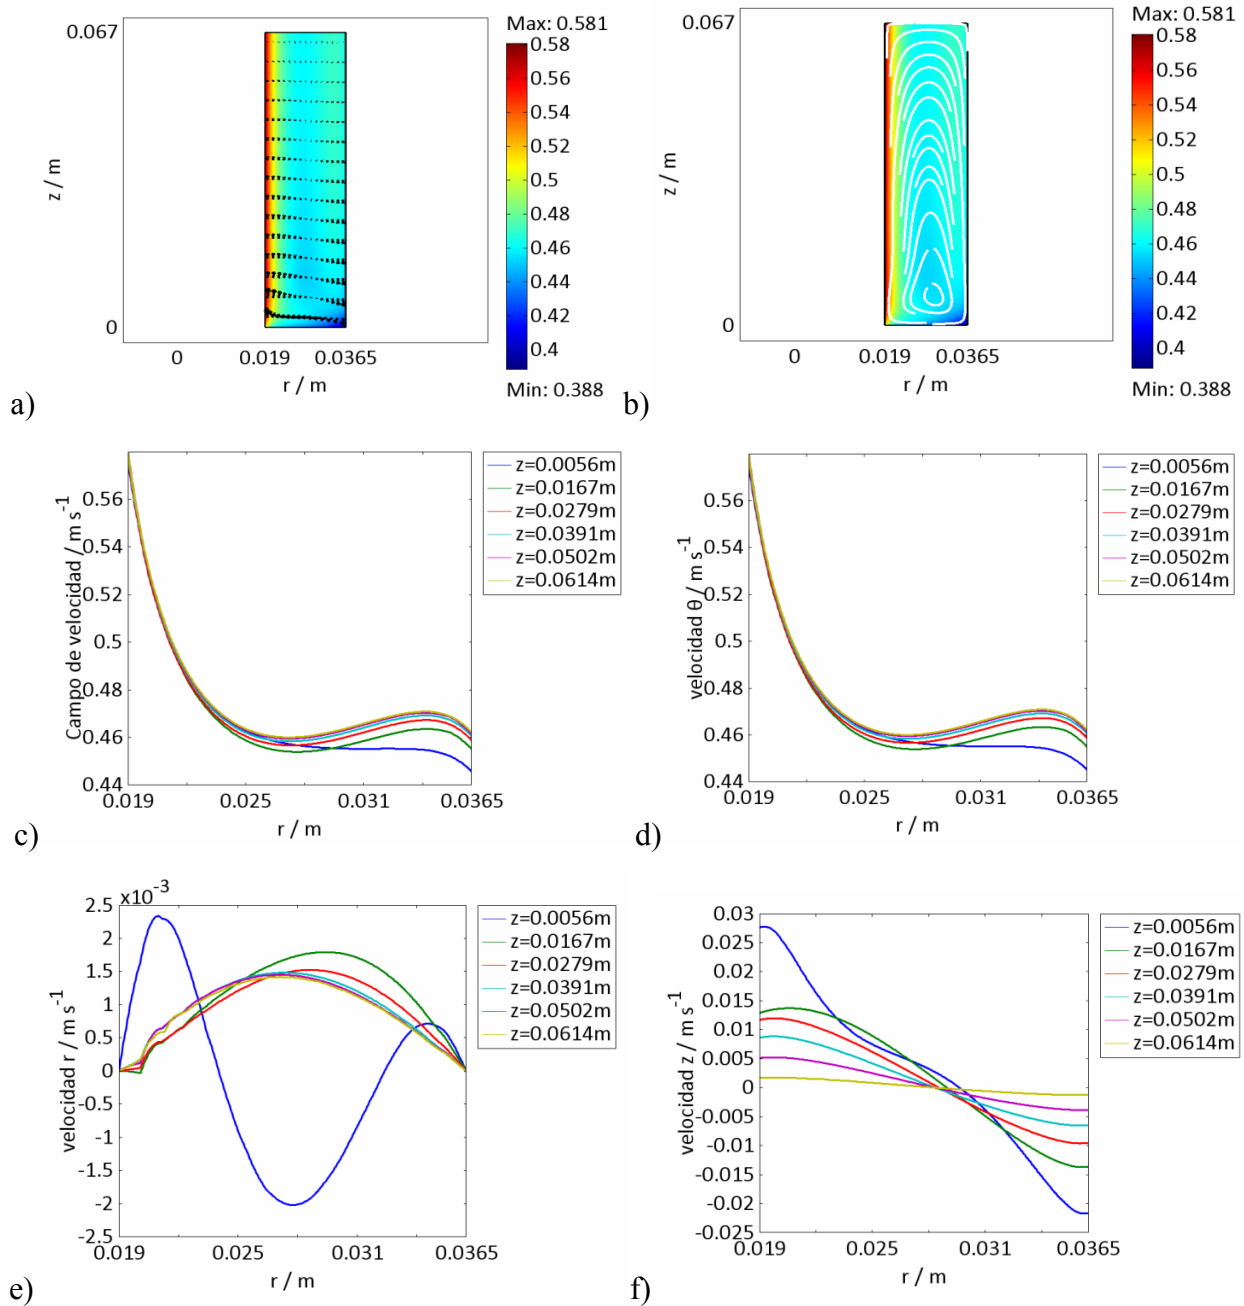 0.067
z / m
0
0 0.019 0.0365
r / m
Max: 0.581
0.58
0.56
0.54
0.52
0.5
0.48
0.46
0.44
0.42
0.4
Min: 0.388
a)
0.067
z / m
0
0 0.019 0.0365
r / m
Max: 0.581
0.58
0.56
0.54
0.52
0.5
0.48
0.46
0.44
0.42
0.4
Min: 0.388
b)
Campo de velocidad / m s⁻¹
0.56
0.54
0.52
0.5
0.48
0.46
0.44
0.019 0.025 0.031 0.0365
r / m
z=0.0056m
z=0.0167m
z=0.0279m
z=0.0391m
z=0.0502m
z=0.0614m
c)
velocidad θ / m s⁻¹
0.56
0.54
0.52
0.5
0.48
0.46
0.44
0.019 0.025 0.031 0.0365
r / m
z=0.0056m
z=0.0167m
z=0.0279m
z=0.0391m
z=0.0502m
z=0.0614m
d)
x10⁻³
velocidad r / m s⁻¹
2.5
2
1.5
1
0.5
0
-0.5
-1
-1.5
-2
-2.5
0.019 0.025 0.031 0.0365
r / m
z=0.0056m
z=0.0167m
z=0.0279m
z=0.0391m
z=0.0502m
z=0.0614m
e)
velocidad z / m s⁻¹
0.03
0.025
0.02
0.015
0.01
0.005
0
-0.005
-0.01
-0.015
-0.02
-0.025
0.019 0.025 0.031 0.0365
r / m
z=0.0056m
z=0.0167m
z=0.0279m
z=0.0391m
z=0.0502m
z=0.0614m
f)